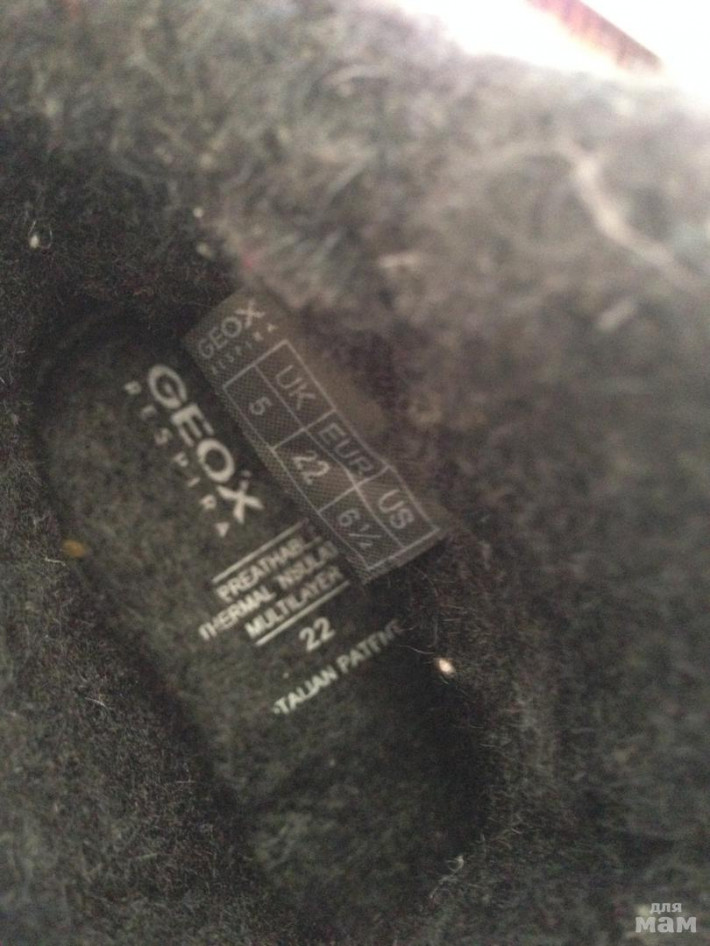 GEOX
RESPIRA
UK EUR US
5 22 6½
GEOX
RESPIRA
BREATHABLE
THERMAL INSULA
MULTILAYER
22
ITALIAN PATENT
для
мам